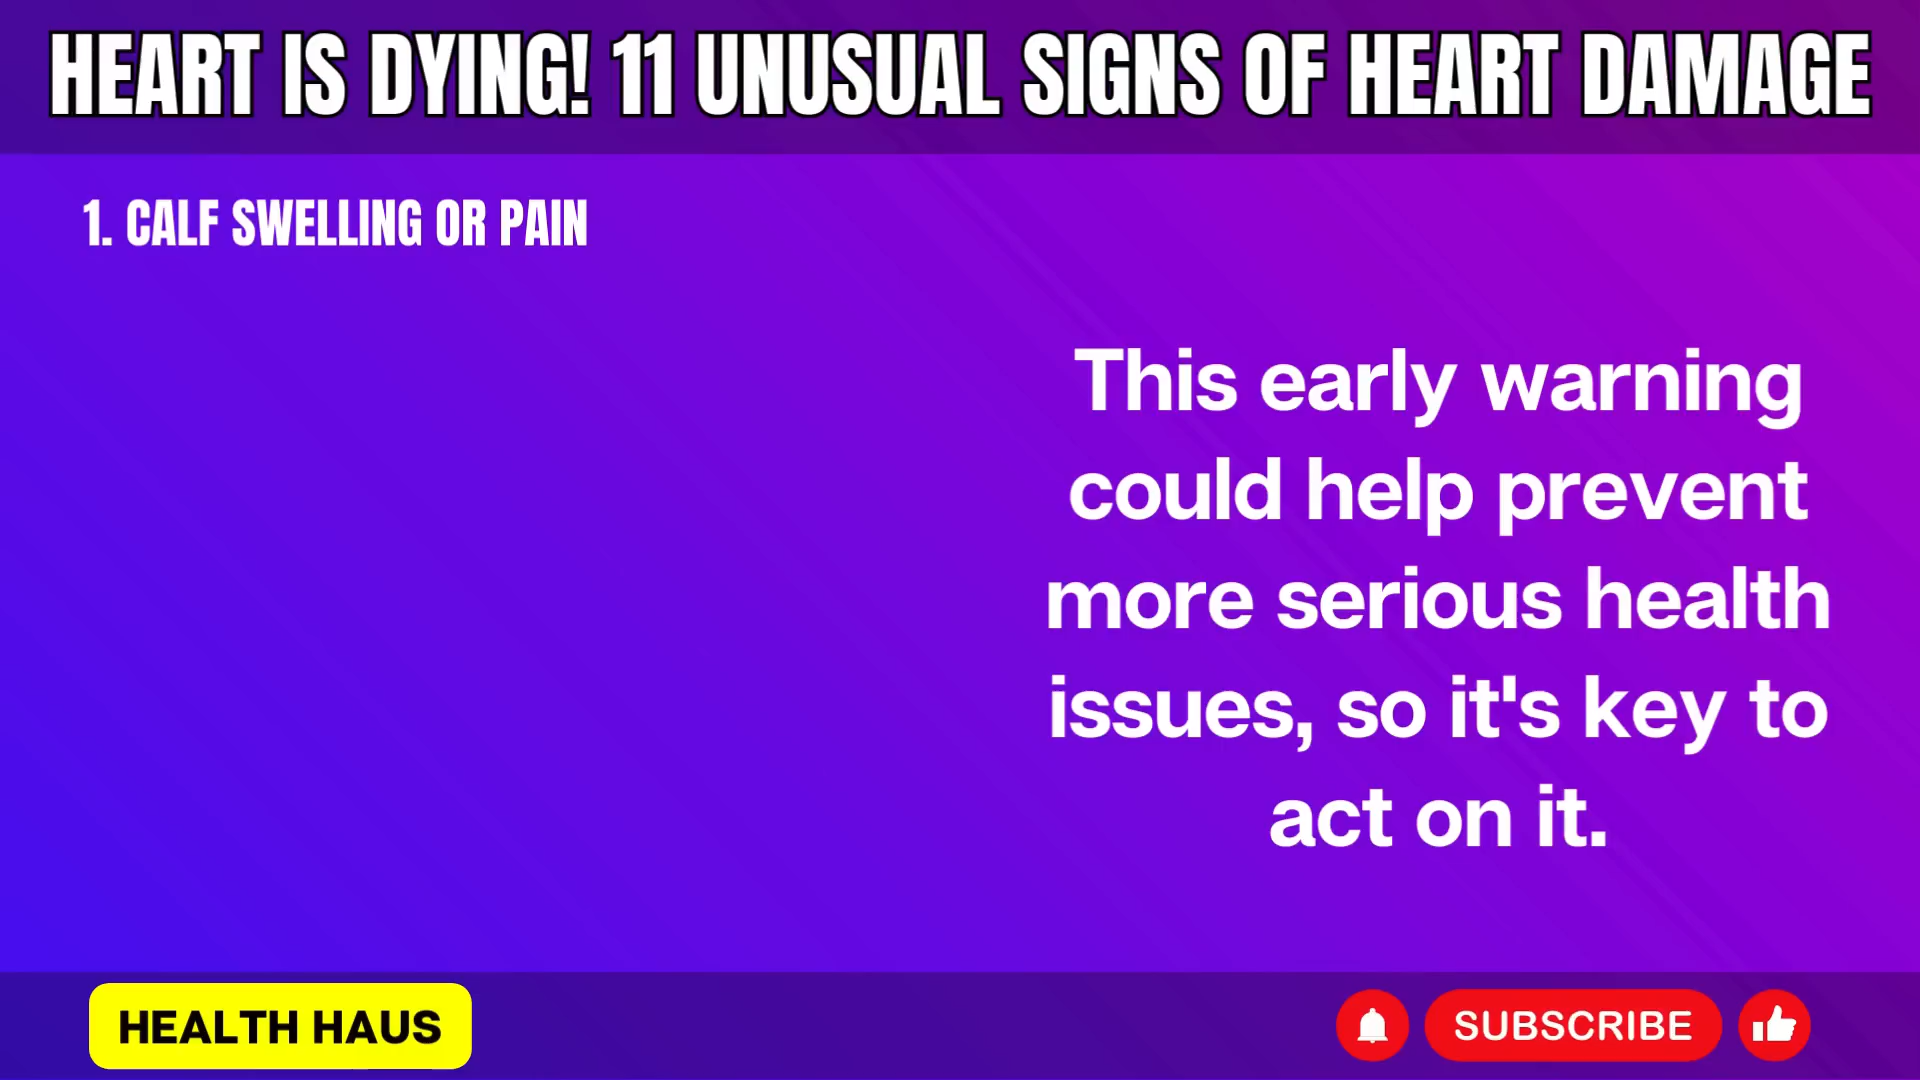 HEART IS DYING! 11 UNUSUAL SIGNS OF HEART DAMAGE
1. CALF SWELLING OR PAIN
This early warning
could help prevent
more serious health
issues, so it's key to
act on it.
HEALTH HAUS
SUBSCRIBE